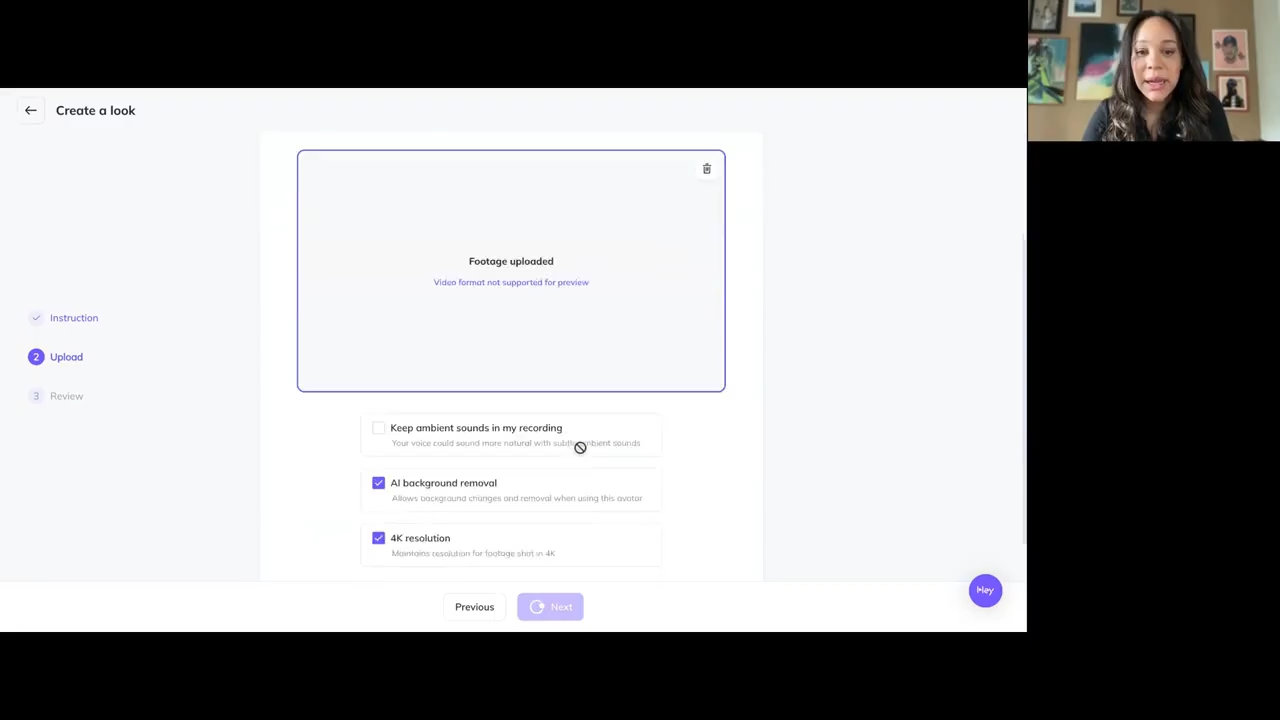 Create a look
Footage uploaded
Video format not supported for preview
Instruction
2 Upload
3 Review
Keep ambient sounds in my recording
Your voice could sound more natural with subtle ambient sounds
AI background removal
Allows background changes and removal when using this avatar
4K resolution
Maintains resolution for footage shot in 4K
Previous
Next
Hey